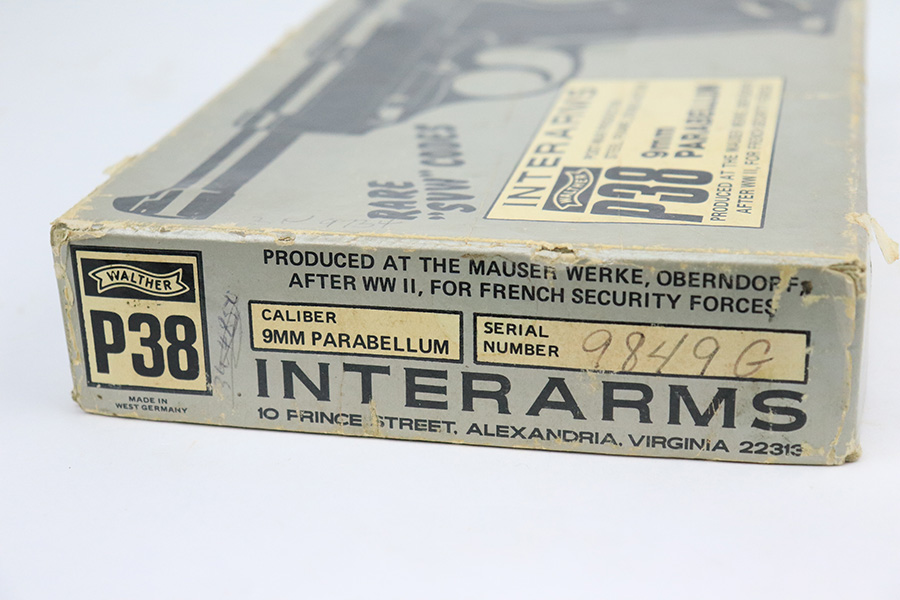 RARE
"SVW" CODES
INTERARMS
WALTHER
P38
9mm
PARABELLUM
PRODUCED AT THE MAUSER WERKE, OBERNDORF
AFTER WW II, FOR FRENCH SECURITY FORCES
WALTHER
P38
MADE IN
WEST GERMANY
PRODUCED AT THE MAUSER WERKE, OBERNDORF
AFTER WW II, FOR FRENCH SECURITY FORCES
CALIBER
9MM PARABELLUM
SERIAL
NUMBER 9849G
INTERARMS
10 PRINCE STREET, ALEXANDRIA, VIRGINIA 22313